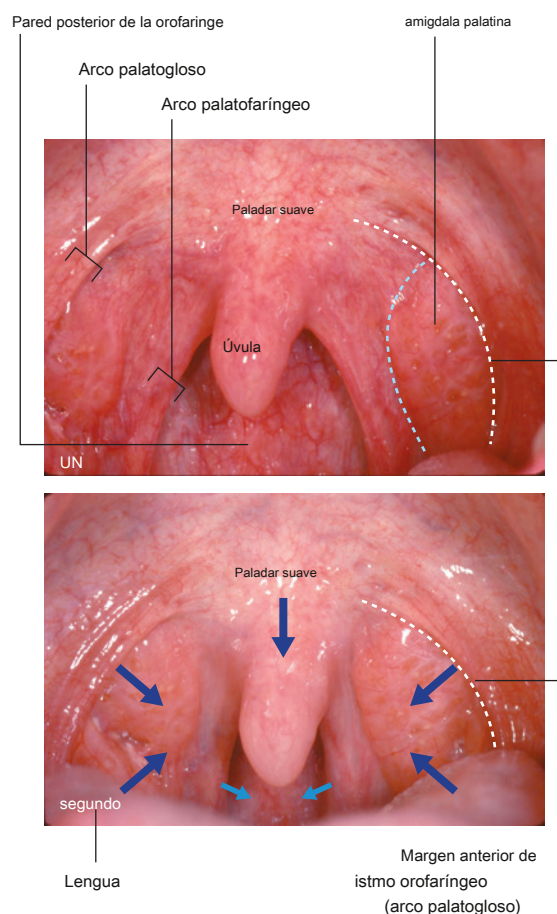 Pared posterior de la orofaringe
amigdala palatina
Arco palatogloso
Arco palatofaríngeo
Paladar suave
Úvula
UN
Paladar suave
segundo
Lengua
Margen anterior de
istmo orofaríngeo
(arco palatogloso)